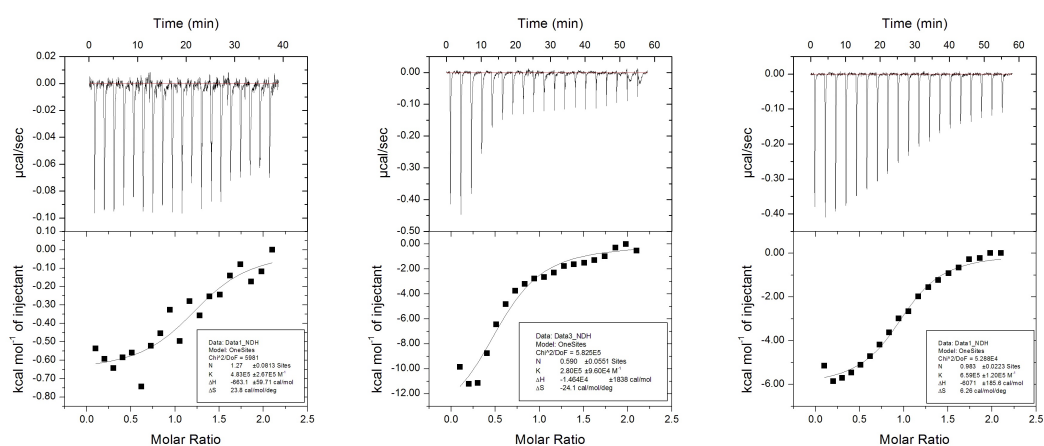 Time (min)
0 10 20 30 40
0.02
0.00
-0.02
-0.04
-0.06
-0.08
-0.10
µcal/sec
0.10
0.00
-0.10
-0.20
-0.30
-0.40
-0.50
-0.60
-0.70
-0.80
kcal mol⁻¹ of injectant
Data: Data1_NDH
Model: OneSites
Chi^2/DoF = 5981
N 1.27 ±0.0813 Sites
K 4.83E5 ±2.67E5 M⁻¹
ΔH -663.1 ±59.71 cal/mol
ΔS 23.8 cal/mol/deg
0.0 0.5 1.0 1.5 2.0 2.5
Molar Ratio
Time (min)
0 10 20 30 40 50 60
0.00
-0.10
-0.20
-0.30
-0.40
-0.50
µcal/sec
0.00
-2.00
-4.00
-6.00
-8.00
-10.00
-12.00
kcal mol⁻¹ of injectant
Data: Data3_NDH
Model: OneSites
Chi^2/DoF = 5.825E5
N 0.590 ±0.0551 Sites
K 2.80E5 ±9.60E4 M⁻¹
ΔH -1.464E4 ±1838 cal/mol
ΔS -24.1 cal/mol/deg
0.0 0.5 1.0 1.5 2.0 2.5
Molar Ratio
Time (min)
0 10 20 30 40 50 60
0.00
-0.10
-0.20
-0.30
-0.40
µcal/sec
0.00
-2.00
-4.00
-6.00
kcal mol⁻¹ of injectant
Data: Data1_NDH
Model: OneSites
Chi^2/DoF = 5.288E4
N 0.983 ±0.0223 Sites
K 6.59E5 ±1.20E5 M⁻¹
ΔH -6071 ±185.6 cal/mol
ΔS 6.26 cal/mol/deg
0.0 0.5 1.0 1.5 2.0 2.5
Molar Ratio